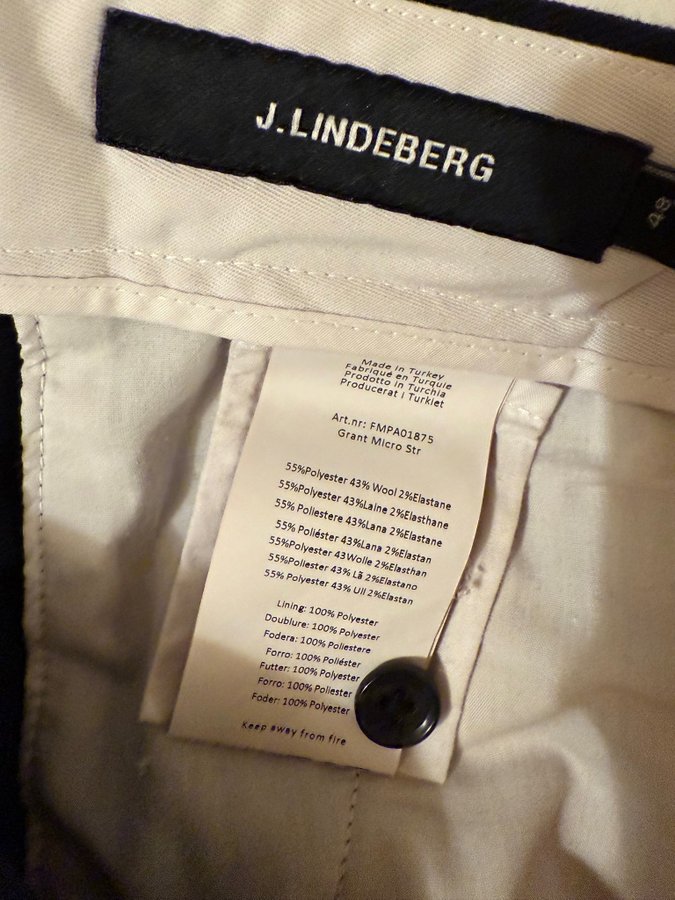 J.LINDEBERG
48
Made in Turkey
Fabriqué en Turquie
Prodotto in Turchia
Producerat i Turkiet
Art.nr: FMPA01875
Grant Micro Str
55%Polyester 43% Wool 2%Elastane
55%Polyester 43%Laine 2%Elasthane
55% Poliestere 43%Lana 2%Elastane
55% Poliéster 43%Lana 2%Elastan
55%Polyester 43%Wolle 2%Elasthan
55%Poliester 43% Lã 2%Elastano
55% Polyester 43% Ull 2%Elastan
Lining: 100% Polyester
Doublure: 100% Polyester
Fodera: 100% Poliestere
Forro: 100% Poliéster
Futter: 100% Polyester
Forro: 100% Poliester
Foder: 100% Polyester
Keep away from fire